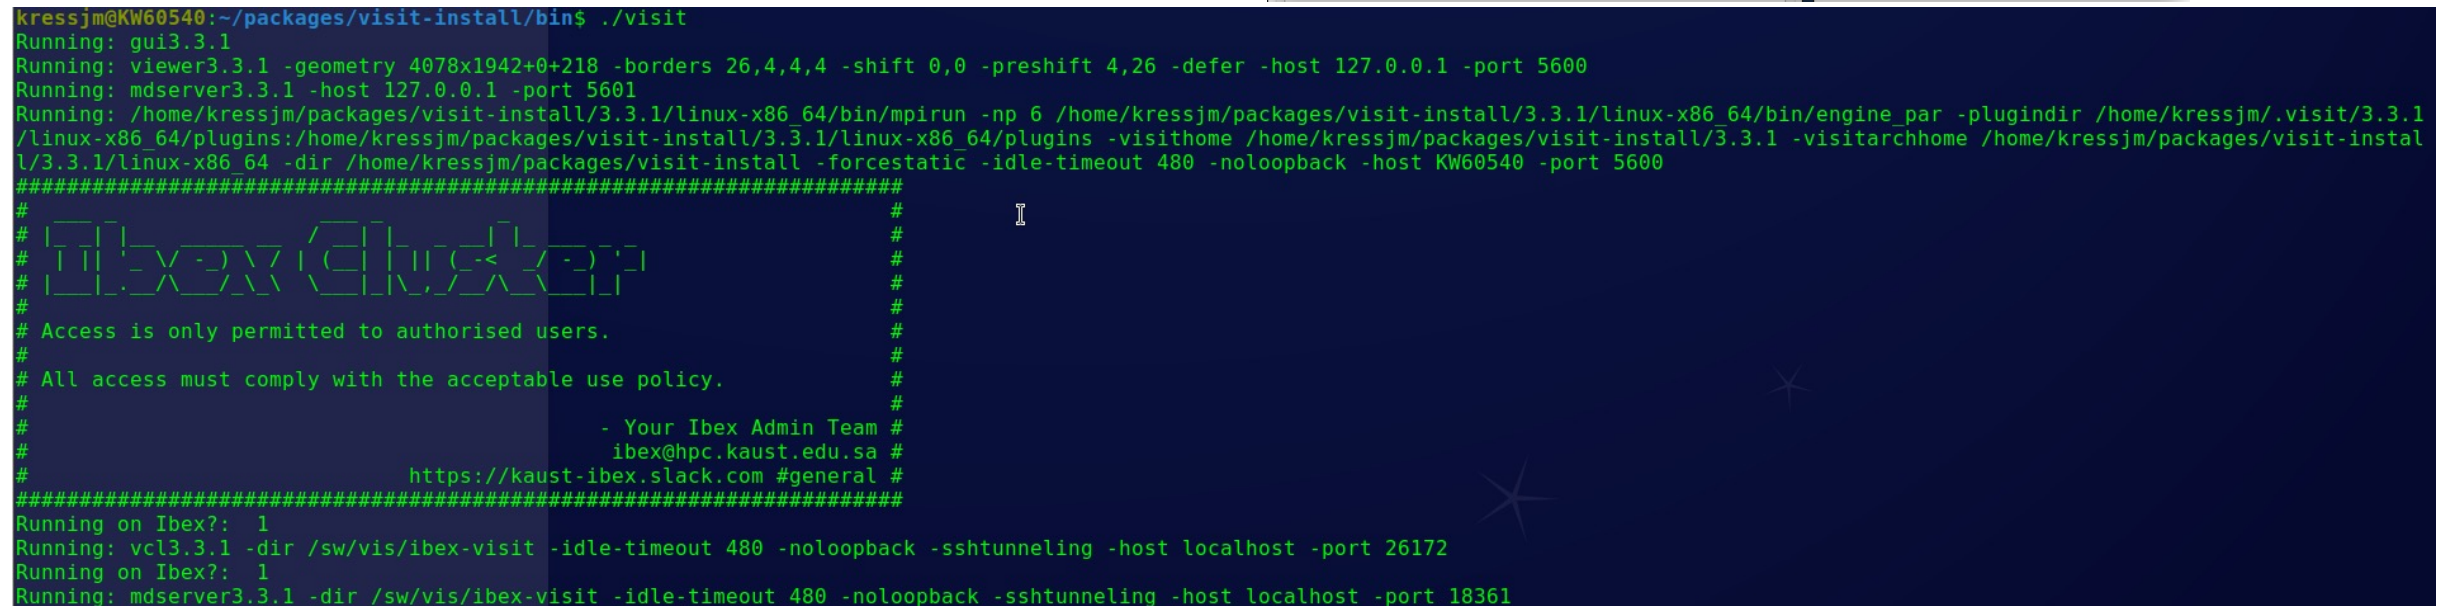 kressjm@KW60540:~/packages/visit-install/bin$ ./visit
Running: gui3.3.1
Running: viewer3.3.1 -geometry 4078x1942+0+218 -borders 26,4,4,4 -shift 0,0 -preshift 4,26 -defer -host 127.0.0.1 -port 5600
Running: mdserver3.3.1 -host 127.0.0.1 -port 5601
Running: /home/kressjm/packages/visit-install/3.3.1/linux-x86_64/bin/mpirun -np 6 /home/kressjm/packages/visit-install/3.3.1/linux-x86_64/bin/engine_par -plugindir /home/kressjm/.visit/3.3.1
/linux-x86_64/plugins:/home/kressjm/packages/visit-install/3.3.1/linux-x86_64/plugins -visithome /home/kressjm/packages/visit-install/3.3.1 -visitarchhome /home/kressjm/packages/visit-instal
l/3.3.1/linux-x86_64 -dir /home/kressjm/packages/visit-install -forcestatic -idle-timeout 480 -noloopback -host KW60540 -port 5600
######################################################################
#  ___ _                ___ _         _                              #
# |_ _| |__  _____ __  / __| |_  _ __| |_ ___ _ _                    #
#  | || '_ \/ -_) \ / | (__| | || (_-<  _/ -_) '_|                   #
# |___|_.__/\___/_\_\  \___|_|\_,_/__/\__\___|_|                     #
#                                                                    #
# Access is only permitted to authorised users.                      #
#                                                                    #
# All access must comply with the acceptable use policy.             #
#                                                                    #
#                                             - Your Ibex Admin Team #
#                                              ibex@hpc.kaust.edu.sa #
#                              https://kaust-ibex.slack.com #general #
######################################################################
Running on Ibex?:  1
Running: vcl3.3.1 -dir /sw/vis/ibex-visit -idle-timeout 480 -noloopback -sshtunneling -host localhost -port 26172
Running on Ibex?:  1
Running: mdserver3.3.1 -dir /sw/vis/ibex-visit -idle-timeout 480 -noloopback -sshtunneling -host localhost -port 18361